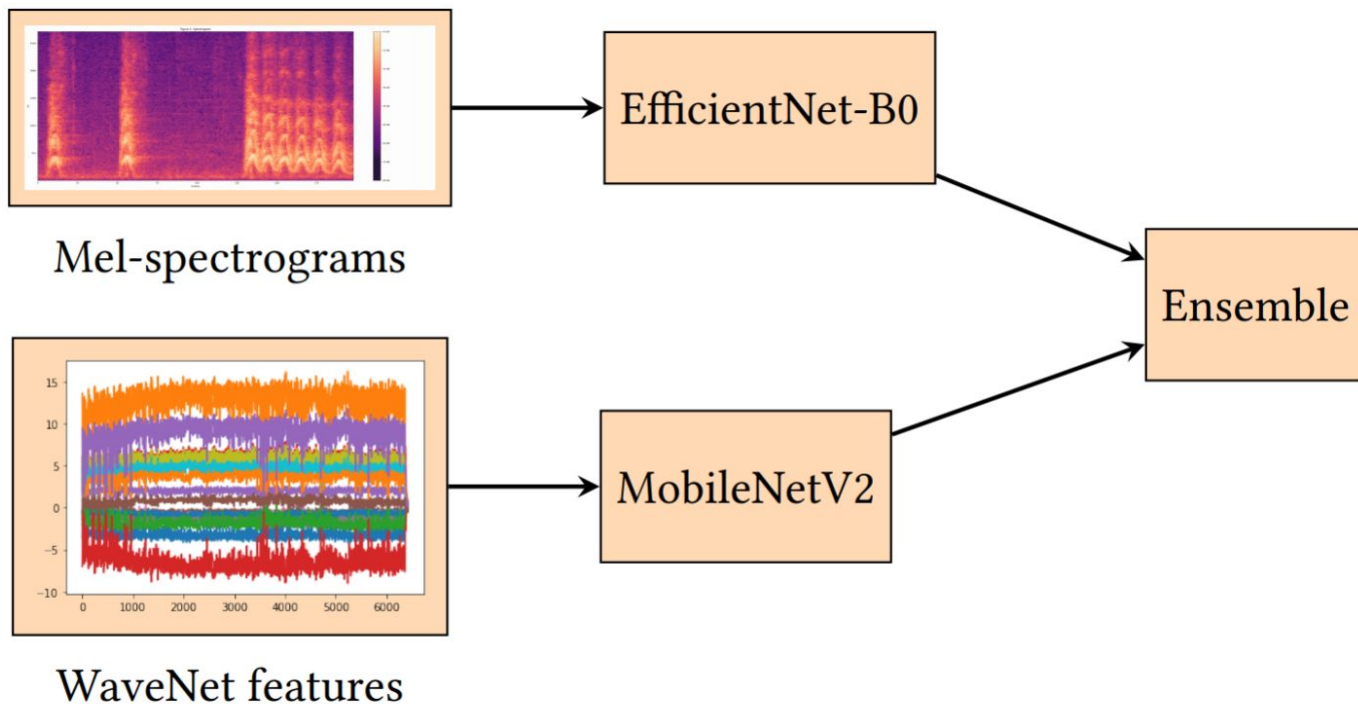 Mel-spectrograms
EfficientNet-B0
Ensemble
15
10
5
0
−5
−10
0 1000 2000 3000 4000 5000 6000
MobileNetV2
WaveNet features